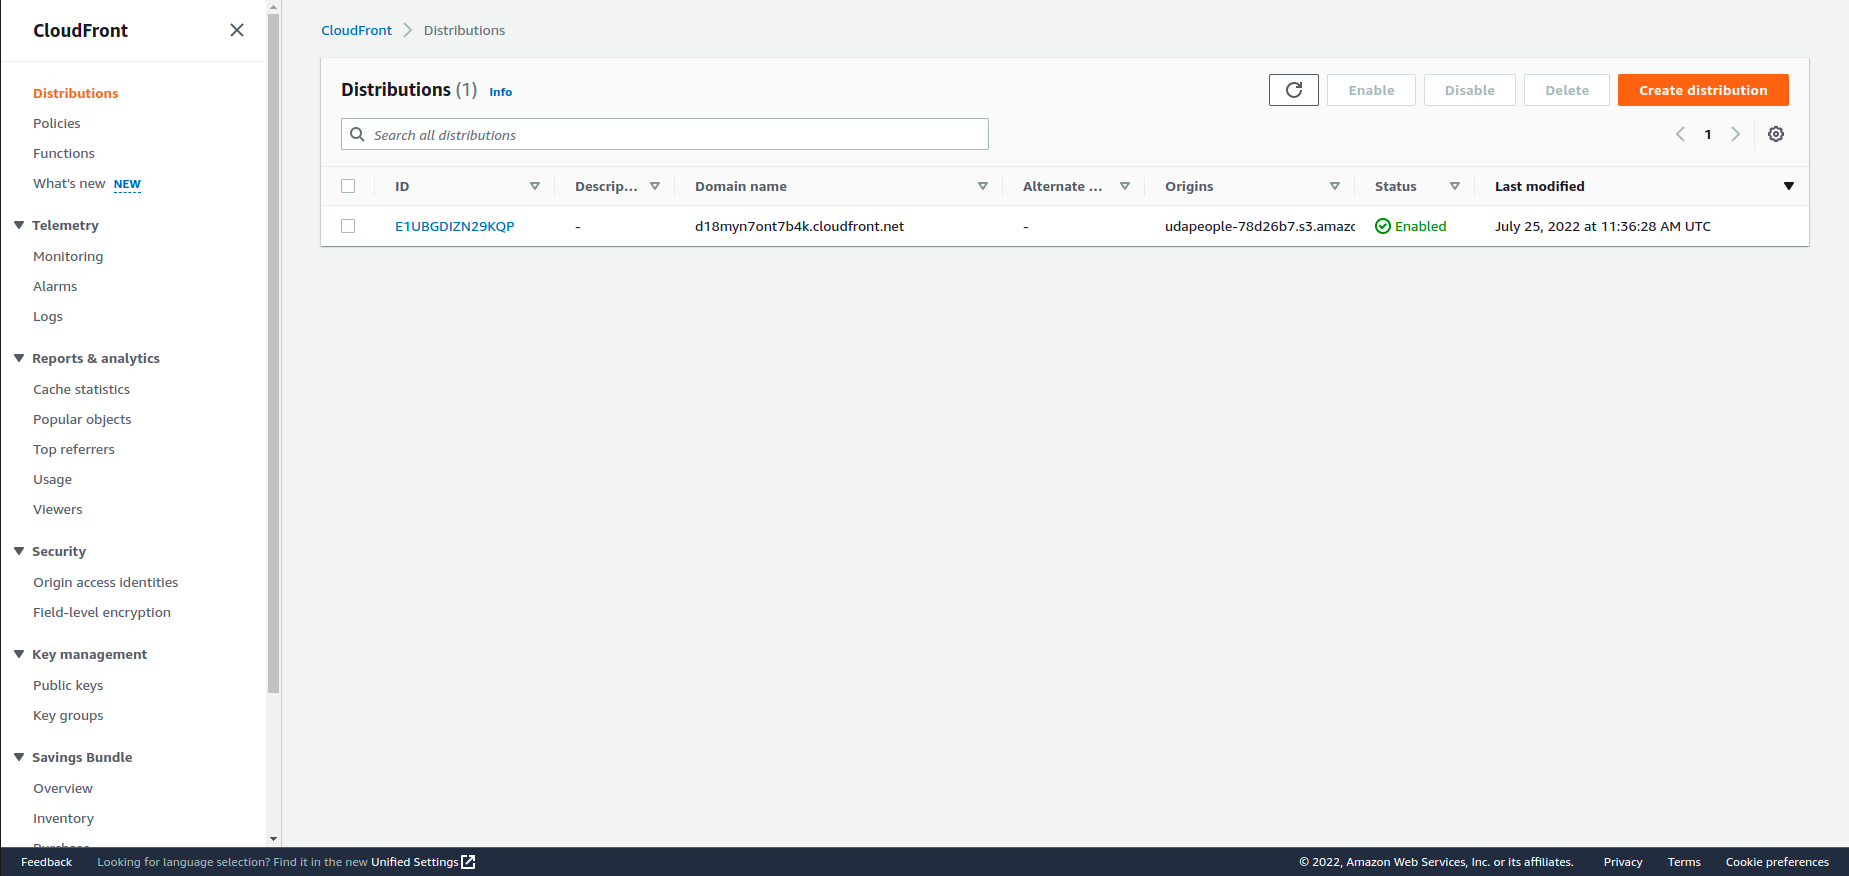 CloudFront
Distributions
Policies
Functions
What's new NEW
Telemetry
Monitoring
Alarms
Logs
Reports & analytics
Cache statistics
Popular objects
Top referrers
Usage
Viewers
Security
Origin access identities
Field-level encryption
Key management
Public keys
Key groups
Savings Bundle
Overview
Inventory
CloudFront Distributions
Distributions (1) Info
Enable Disable Delete Create distribution
Search all distributions
1
ID Descrip... Domain name Alternate ... Origins Status Last modified
E1UBGDIZN29KQP - d18myn7ont7b4k.cloudfront.net - udapeople-78d26b7.s3.amazc Enabled July 25, 2022 at 11:36:28 AM UTC
Feedback Looking for language selection? Find it in the new Unified Settings © 2022, Amazon Web Services, Inc. or its affiliates. Privacy Terms Cookie preferences